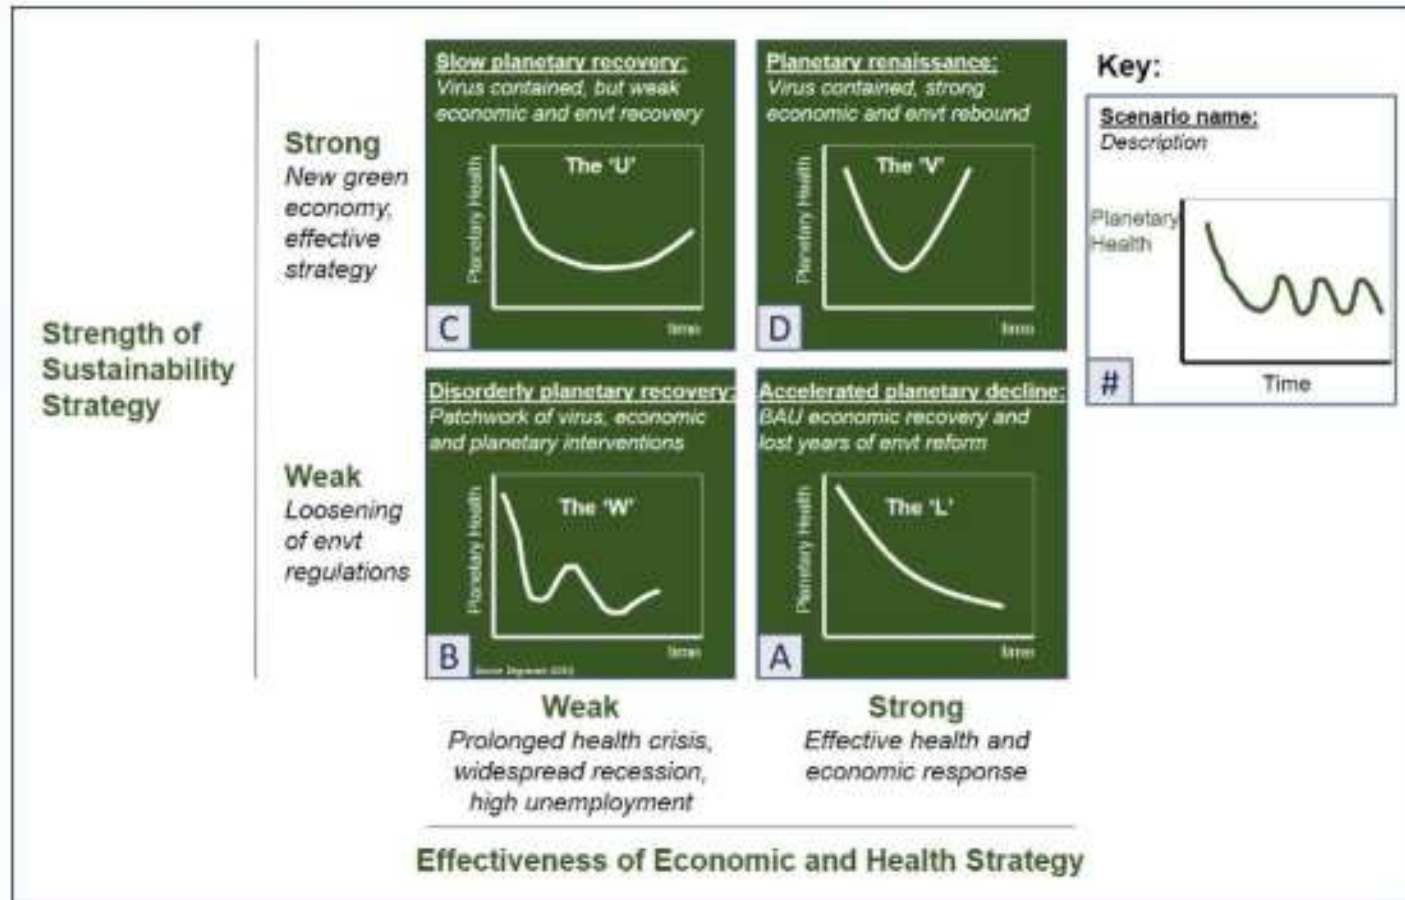 Strength of
Sustainability
Strategy
Strong
New green
economy,
effective
strategy
Weak
Loosening
of envt
regulations
Slow planetary recovery:
Virus contained, but weak
economic and envt recovery
The 'U'
Planetary Health
time
C
Planetary renaissance:
Virus contained, strong
economic and envt rebound
The 'V'
Planetary Health
time
D
Disorderly planetary recovery:
Patchwork of virus, economic
and planetary interventions
The 'W'
Planetary Health
time
B
Accelerated planetary decline:
BAU economic recovery and
lost years of envt reform
The 'L'
Planetary Health
time
A
Key:
Scenario name:
Description
Planetary
Health
Time
#
Weak
Prolonged health crisis,
widespread recession,
high unemployment
Strong
Effective health and
economic response
Effectiveness of Economic and Health Strategy